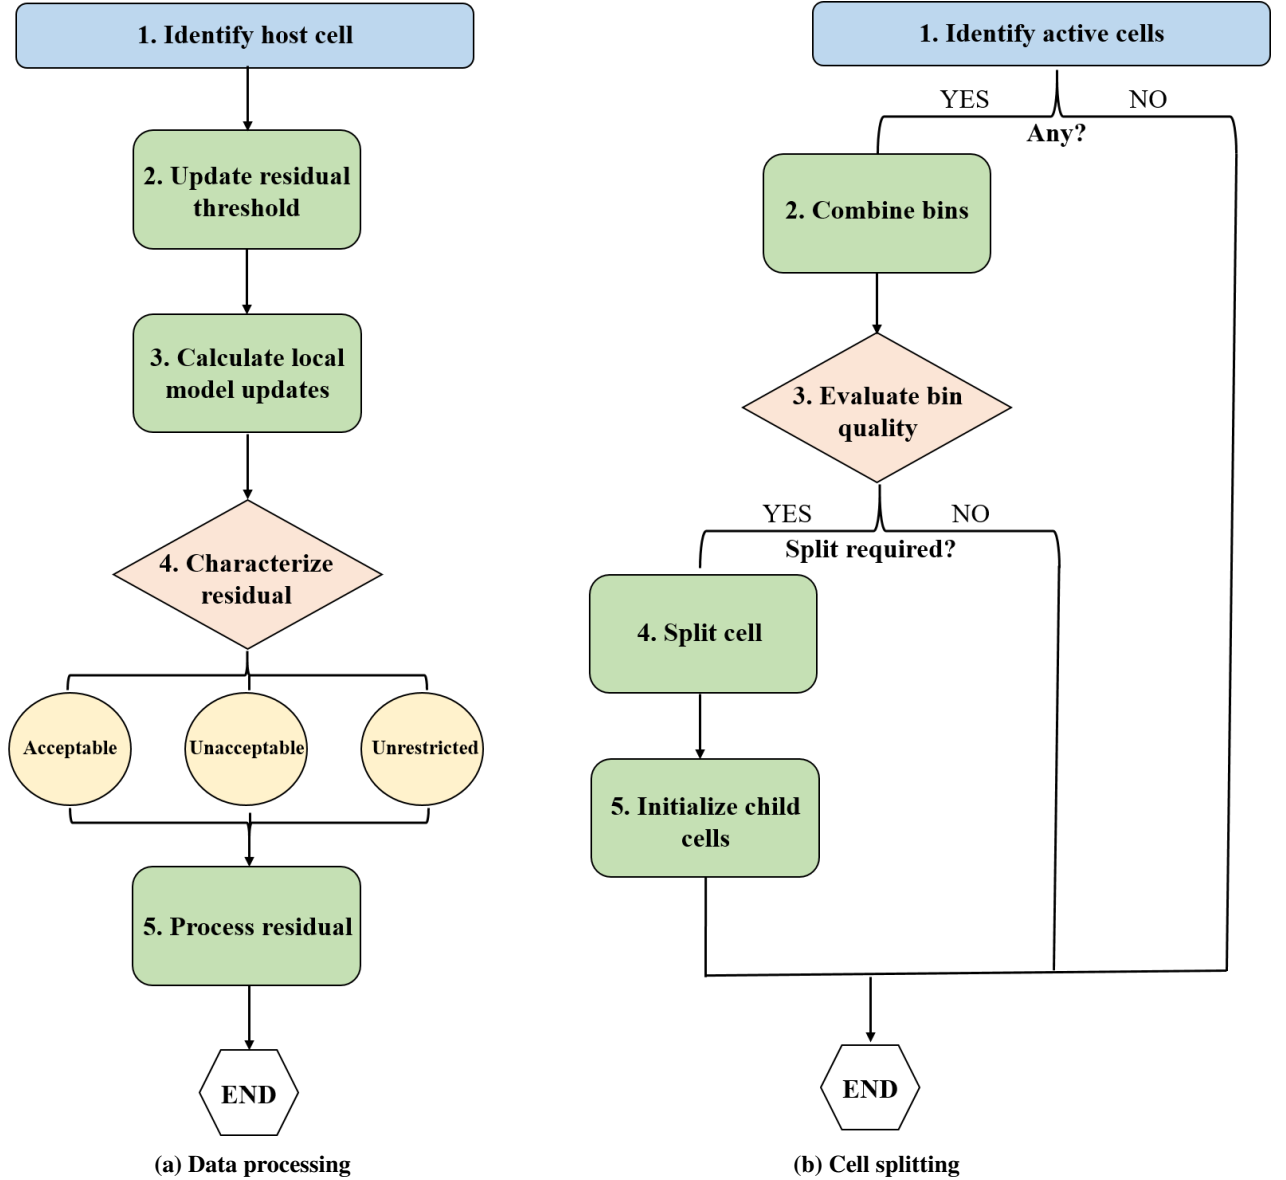 1. Identify host cell
2. Update residual
threshold
3. Calculate local
model updates
4. Characterize
residual
Acceptable
Unacceptable
Unrestricted
5. Process residual
END
(a) Data processing
1. Identify active cells
YES
NO
Any?
2. Combine bins
3. Evaluate bin
quality
YES
NO
Split required?
4. Split cell
5. Initialize child
cells
END
(b) Cell splitting